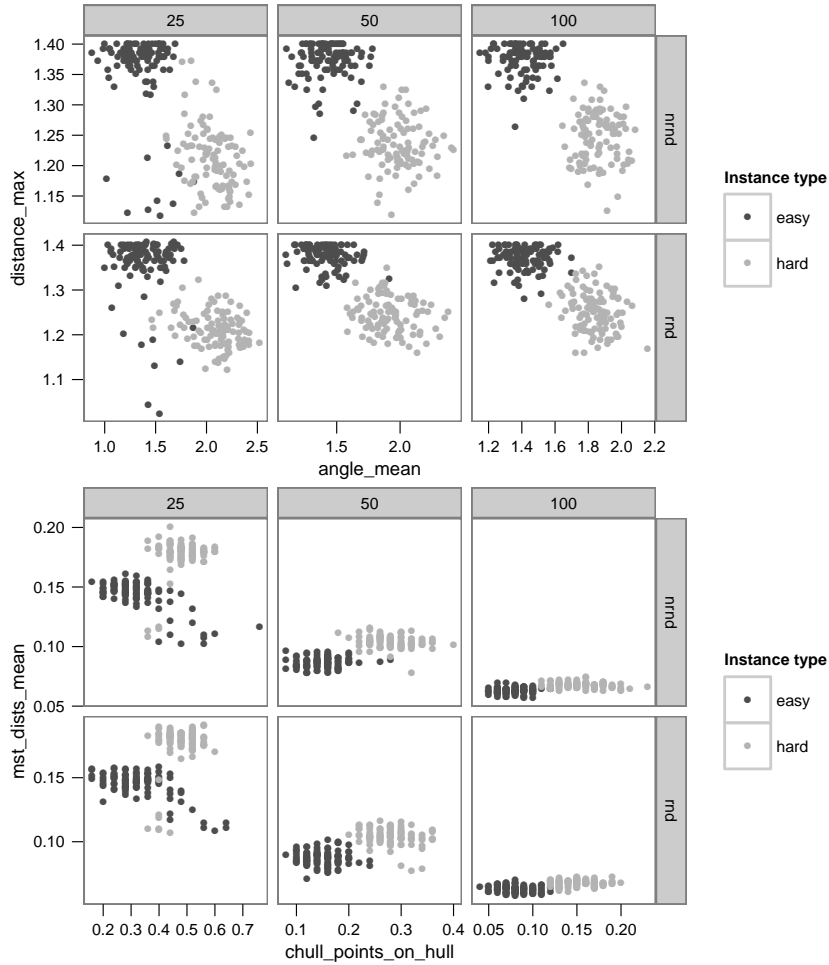 25 50 100
1.40
1.35
1.30
1.25
1.20
1.15
nrnd
1.4
1.3
1.2
1.1
rnd
distance_max
1.0 1.5 2.0 2.5 1.5 2.0 1.2 1.4 1.6 1.8 2.0 2.2
angle_mean
Instance type
easy
hard
25 50 100
0.20
0.15
0.10
0.05
nrnd
0.15
0.10
rnd
mst_dists_mean
0.2 0.3 0.4 0.5 0.6 0.7 0.1 0.2 0.3 0.4 0.05 0.10 0.15 0.20
chull_points_on_hull
Instance type
easy
hard